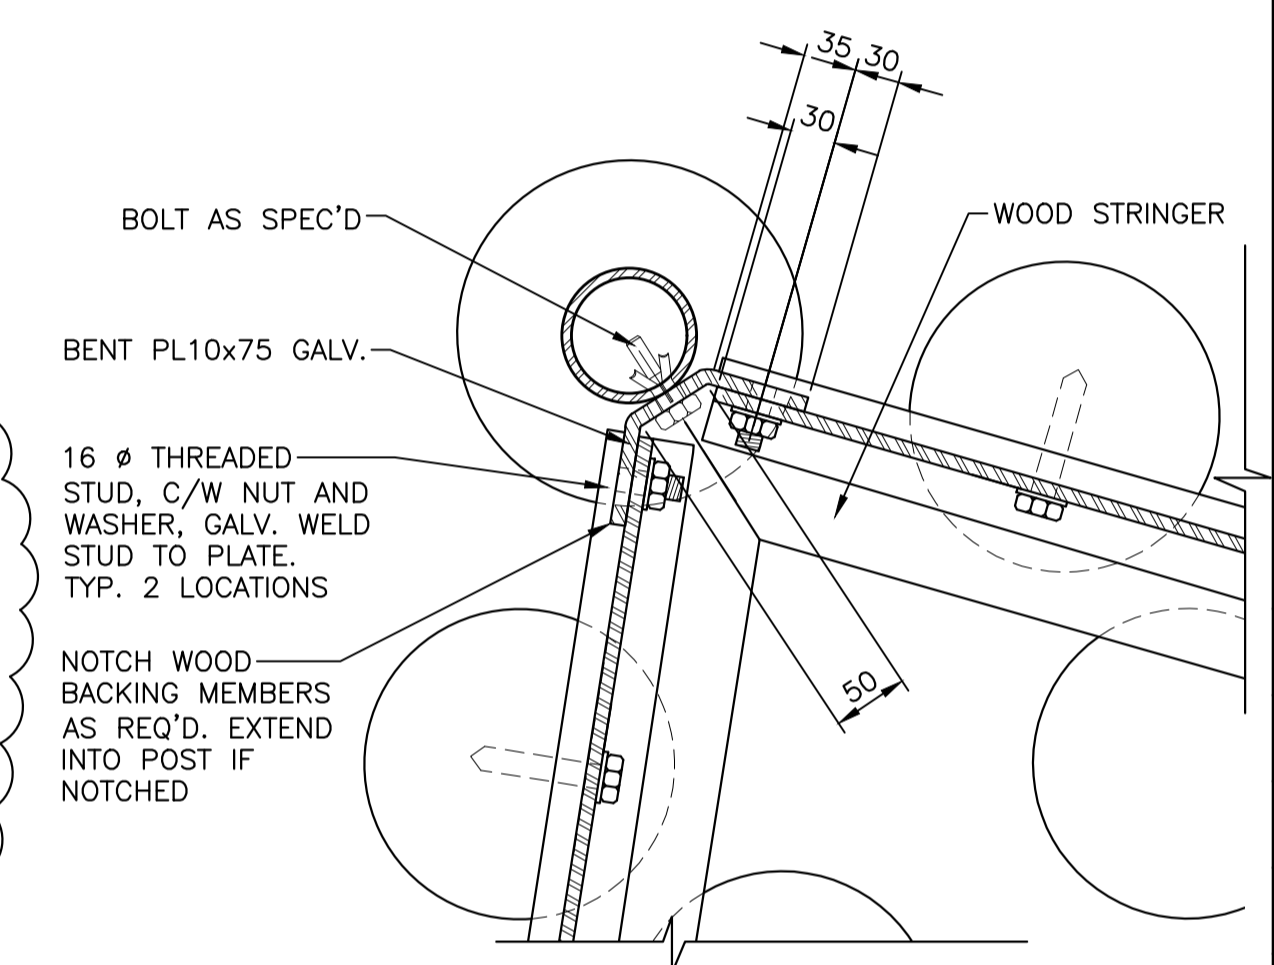 35 30
30
BOLT AS SPEC'D
WOOD STRINGER
BENT PL10x75 GALV.
16 ø THREADED
STUD, C/W NUT AND
WASHER, GALV. WELD
STUD TO PLATE.
TYP. 2 LOCATIONS
NOTCH WOOD
BACKING MEMBERS
AS REQ'D. EXTEND
INTO POST IF
NOTCHED
50